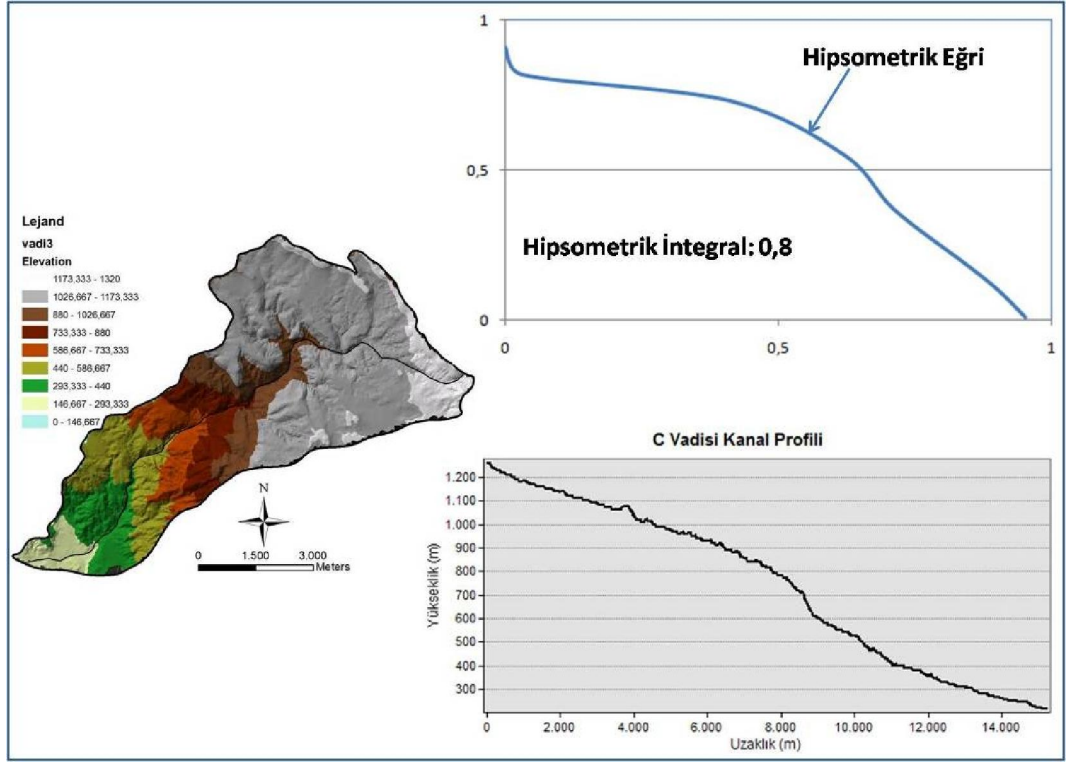 1
Hipsometrik Eğri
0,5
Hipsometrik İntegral: 0,8
0
0
0,5
1
Lejand
vadi3
Elevation
1173,333 - 1320
1026,667 - 1173,333
880 - 1026,667
733,333 - 880
586,667 - 733,333
440 - 586,667
293,333 - 440
146,667 - 293,333
0 - 146,667
N
0
1.500
3.000
Meters
C Vadisi Kanal Profili
Yükseklik (m)
1.200
1.100
1.000
900
800
700
600
500
400
300
0
2.000
4.000
6.000
8.000
10.000
12.000
14.000
Uzaklık (m)